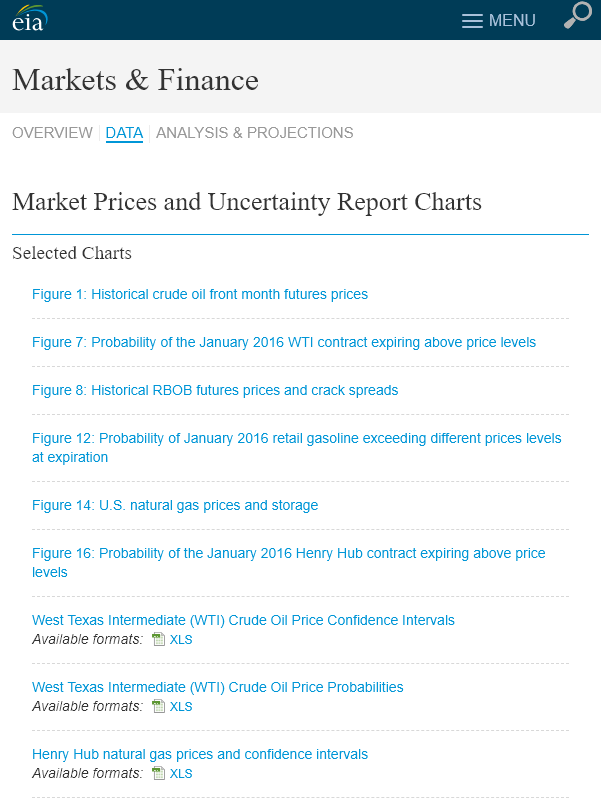 eia
MENU
Markets & Finance
OVERVIEW DATA ANALYSIS & PROJECTIONS
Market Prices and Uncertainty Report Charts
Selected Charts
Figure 1: Historical crude oil front month futures prices
Figure 7: Probability of the January 2016 WTI contract expiring above price levels
Figure 8: Historical RBOB futures prices and crack spreads
Figure 12: Probability of January 2016 retail gasoline exceeding different prices levels
at expiration
Figure 14: U.S. natural gas prices and storage
Figure 16: Probability of the January 2016 Henry Hub contract expiring above price
levels
West Texas Intermediate (WTI) Crude Oil Price Confidence Intervals
Available formats: XLS
West Texas Intermediate (WTI) Crude Oil Price Probabilities
Available formats: XLS
Henry Hub natural gas prices and confidence intervals
Available formats: XLS